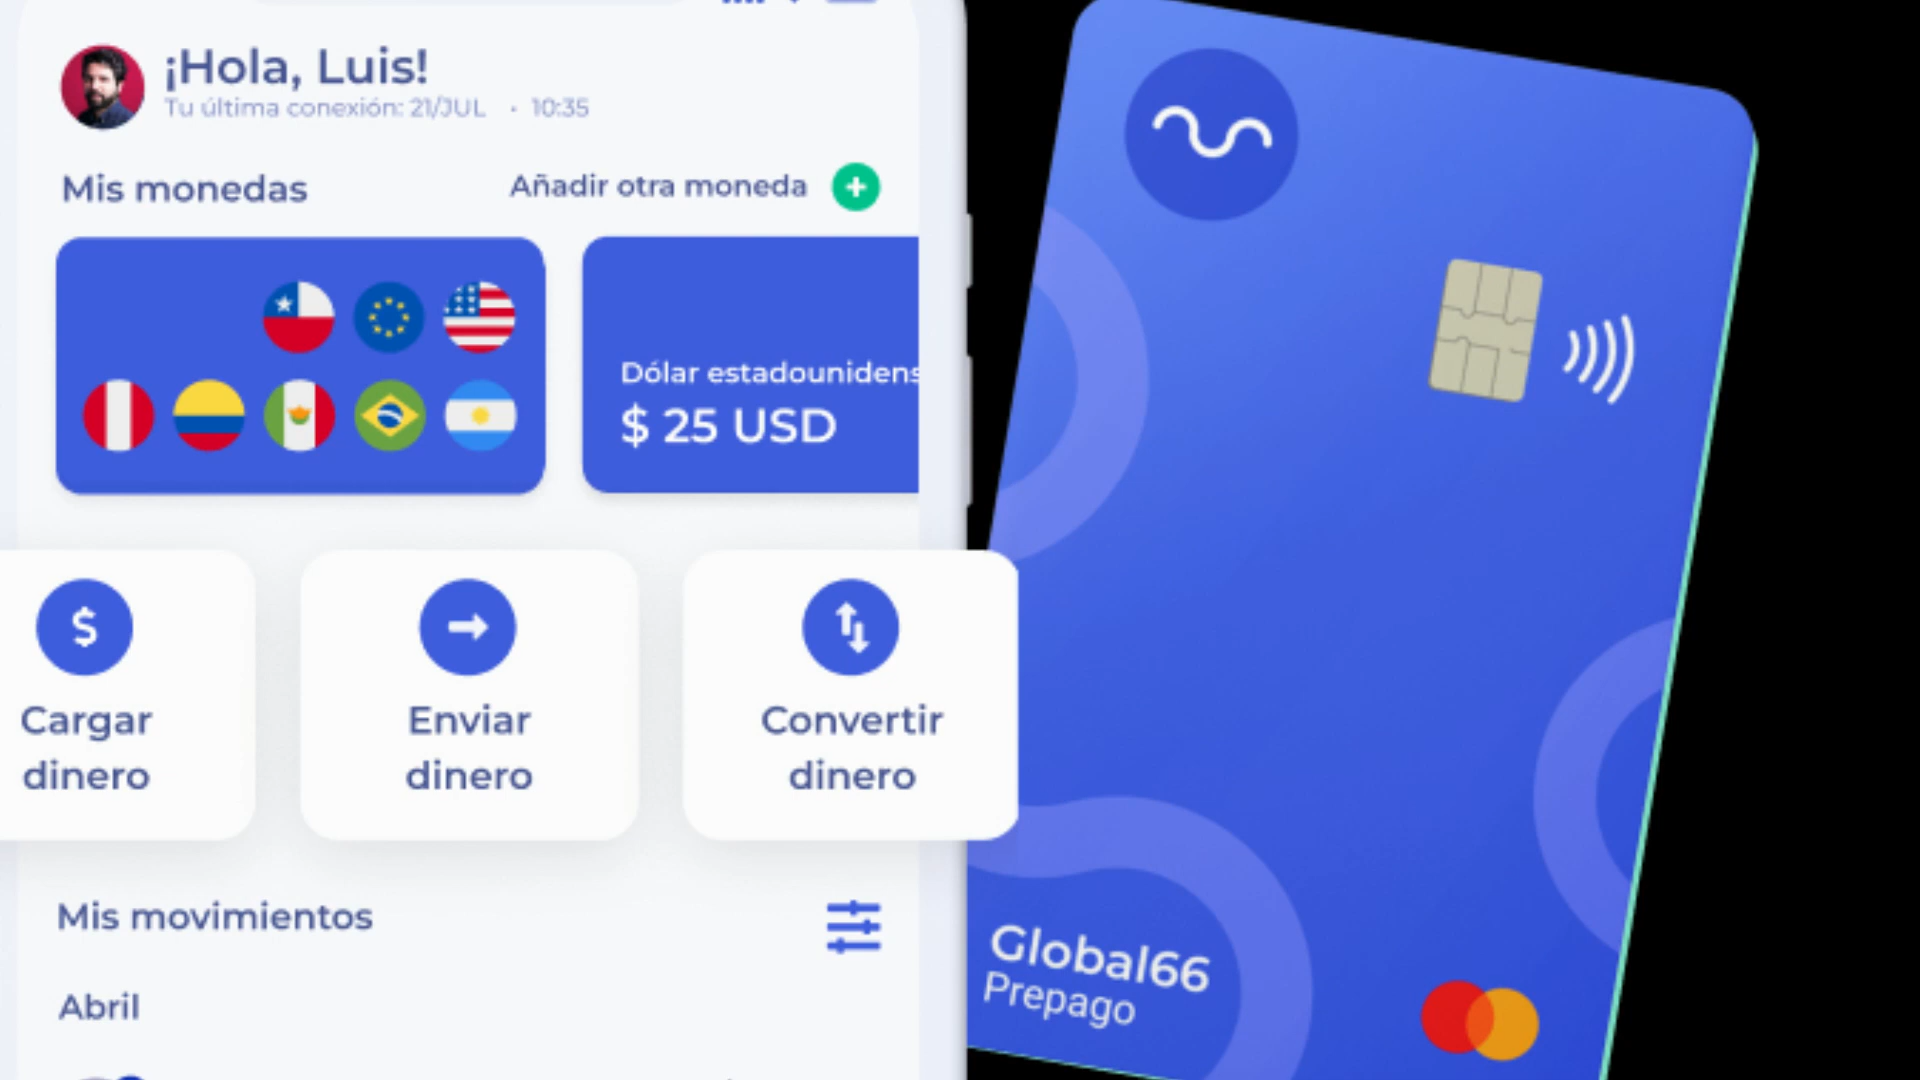 ¡Hola, Luis!
Tu última conexión: 21/JUL · 10:35
Mis monedas
Añadir otra moneda
Dólar estadounidens
$ 25 USD
Cargar
dinero
Enviar
dinero
Convertir
dinero
Mis movimientos
Abril
Global66
Prepago